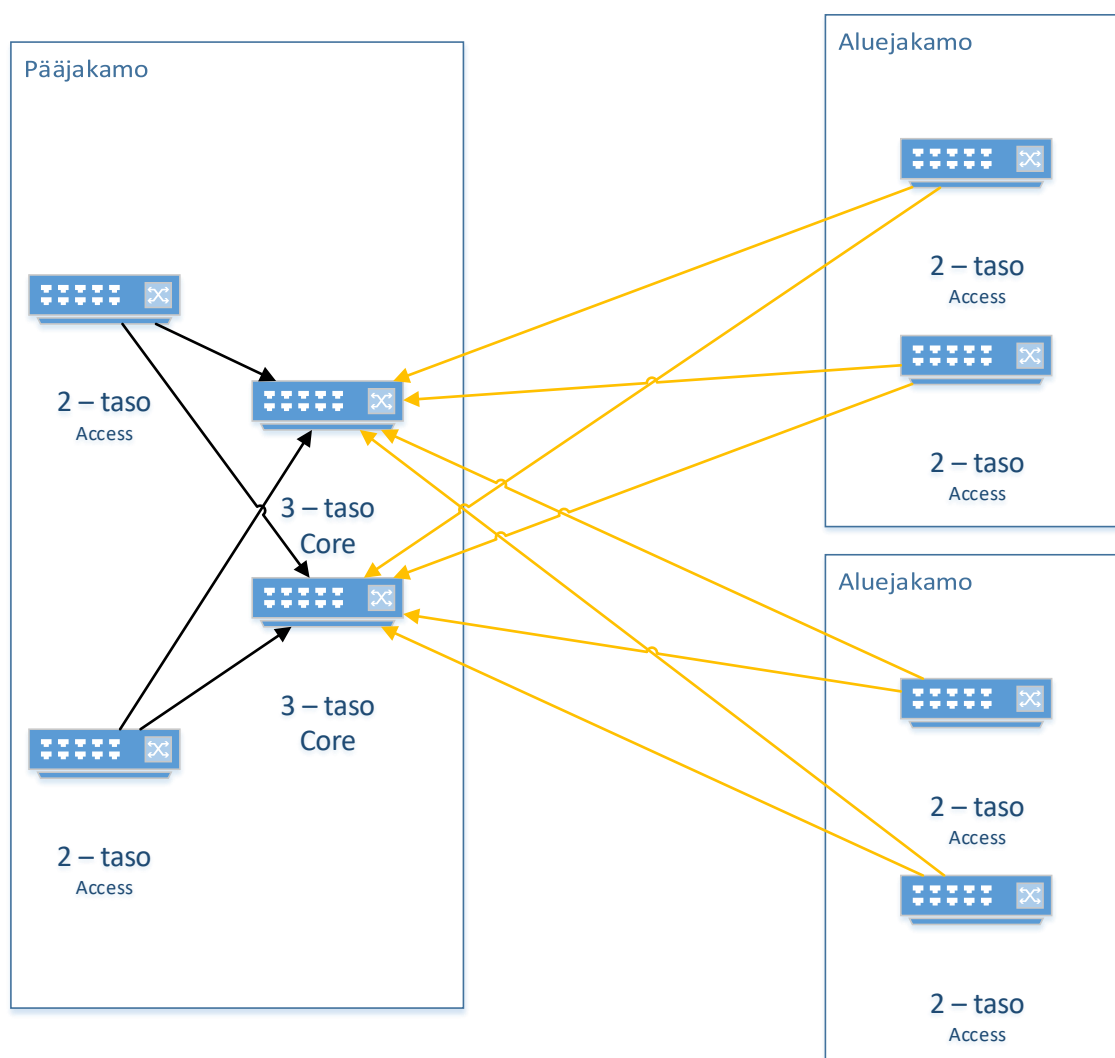 Pääjakamo
2 – taso
Access
3 – taso
Core
3 – taso
Core
2 – taso
Access
Aluejakamo
2 – taso
Access
2 – taso
Access
Aluejakamo
2 – taso
Access
2 – taso
Access